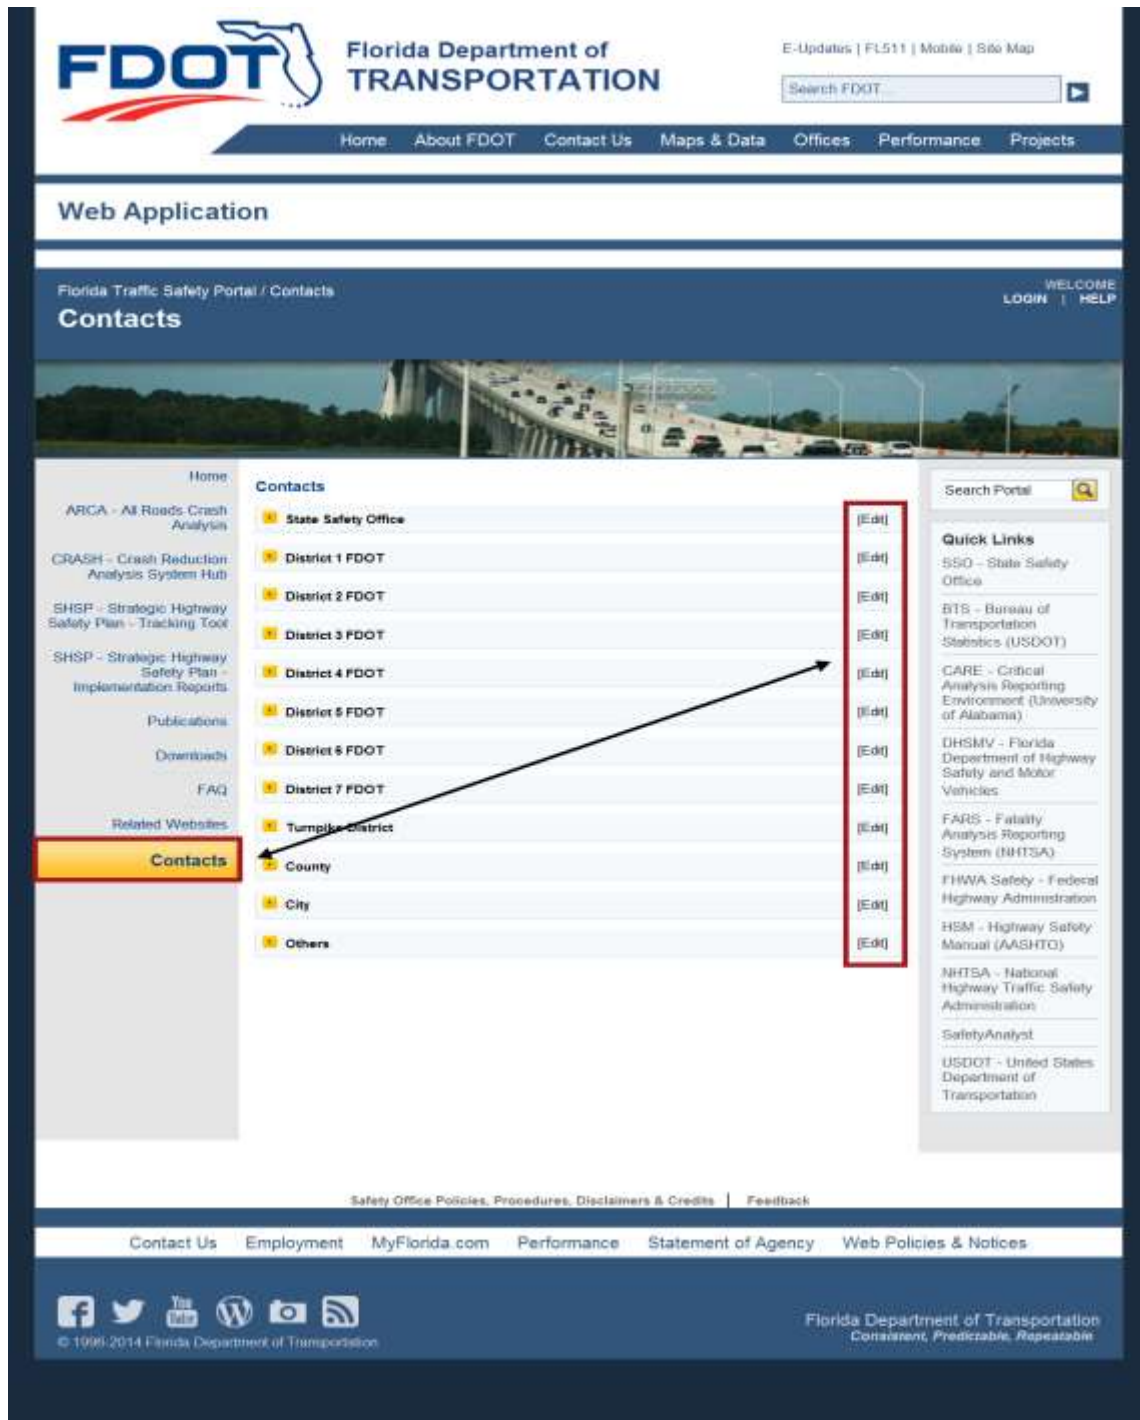 FDOT
Florida Department of
TRANSPORTATION
E-Updates | FL511 | Mobile | Site Map
Search FDOT...
Home About FDOT Contact Us Maps & Data Offices Performance Projects
Web Application
Florida Traffic Safety Portal / Contacts
Contacts
WELCOME
LOGIN | HELP
Home
ARCA - All Roads Crash
Analysis
CRASH - Crash Reduction
Analysis System Hub
SHSP - Strategic Highway
Safety Plan - Tracking Tool
SHSP - Strategic Highway
Safety Plan -
Implementation Reports
Publications
Downloads
FAQ
Related Websites
Contacts
Contacts
State Safety Office [Edit]
District 1 FDOT [Edit]
District 2 FDOT [Edit]
District 3 FDOT [Edit]
District 4 FDOT [Edit]
District 5 FDOT [Edit]
District 6 FDOT [Edit]
District 7 FDOT [Edit]
Turnpike District [Edit]
County [Edit]
City [Edit]
Others [Edit]
Search Portal
Quick Links
SSO - State Safety
Office
BTS - Bureau of
Transportation
Statistics (USDOT)
CARE - Critical
Analysis Reporting
Environment (University
of Alabama)
DHSMV - Florida
Department of Highway
Safety and Motor
Vehicles
FARS - Fatality
Analysis Reporting
System (NHTSA)
FHWA Safety - Federal
Highway Administration
HSM - Highway Safety
Manual (AASHTO)
NHTSA - National
Highway Traffic Safety
Administration
SafetyAnalyst
USDOT - United States
Department of
Transportation
Safety Office Policies, Procedures, Disclaimers & Credits | Feedback
Contact Us Employment MyFlorida.com Performance Statement of Agency Web Policies & Notices
You
Tube
© 1996-2014 Florida Department of Transportation
Florida Department of Transportation
Consistent, Predictable, Repeatable